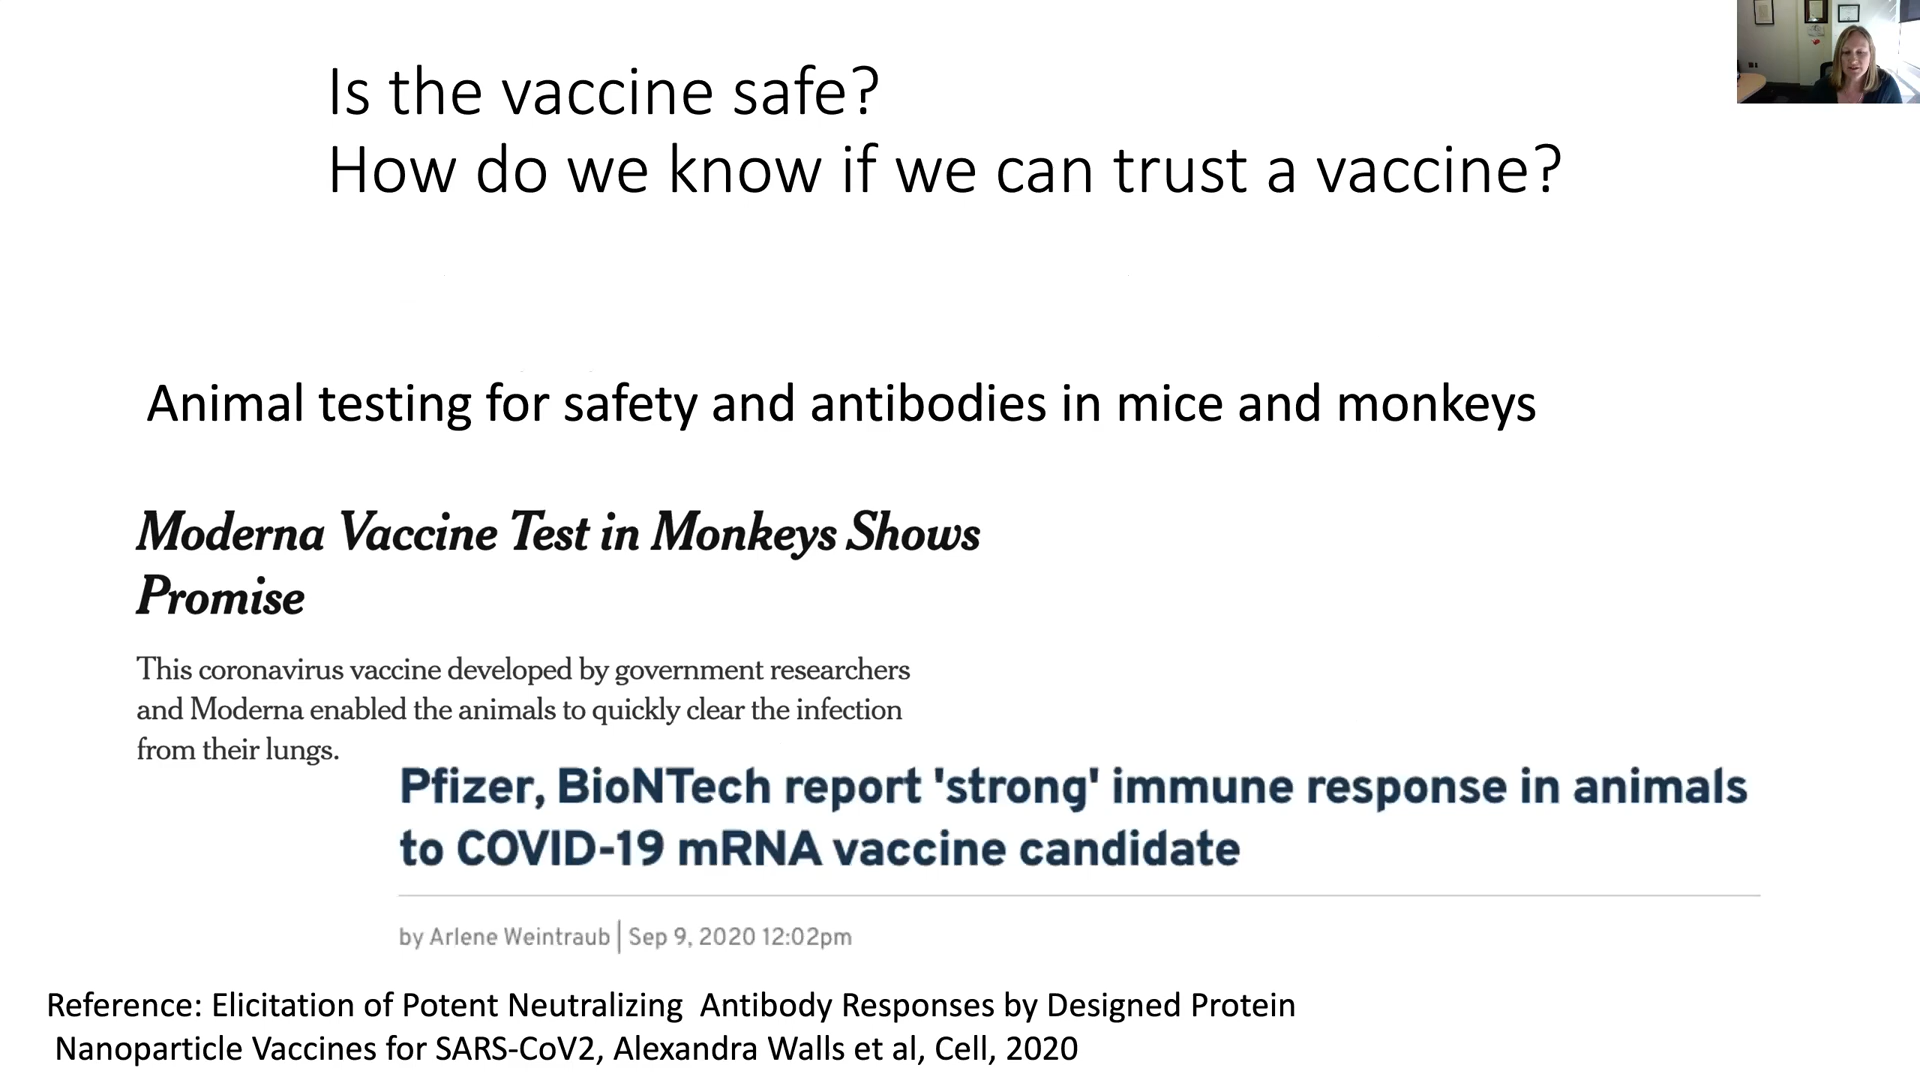 Is the vaccine safe?
How do we know if we can trust a vaccine?
Animal testing for safety and antibodies in mice and monkeys
Moderna Vaccine Test in Monkeys Shows
Promise
This coronavirus vaccine developed by government researchers
and Moderna enabled the animals to quickly clear the infection
from their lungs.
Pfizer, BioNTech report 'strong' immune response in animals
to COVID-19 mRNA vaccine candidate
by Arlene Weintraub | Sep 9, 2020 12:02pm
Reference: Elicitation of Potent Neutralizing  Antibody Responses by Designed Protein
Nanoparticle Vaccines for SARS-CoV2, Alexandra Walls et al, Cell, 2020